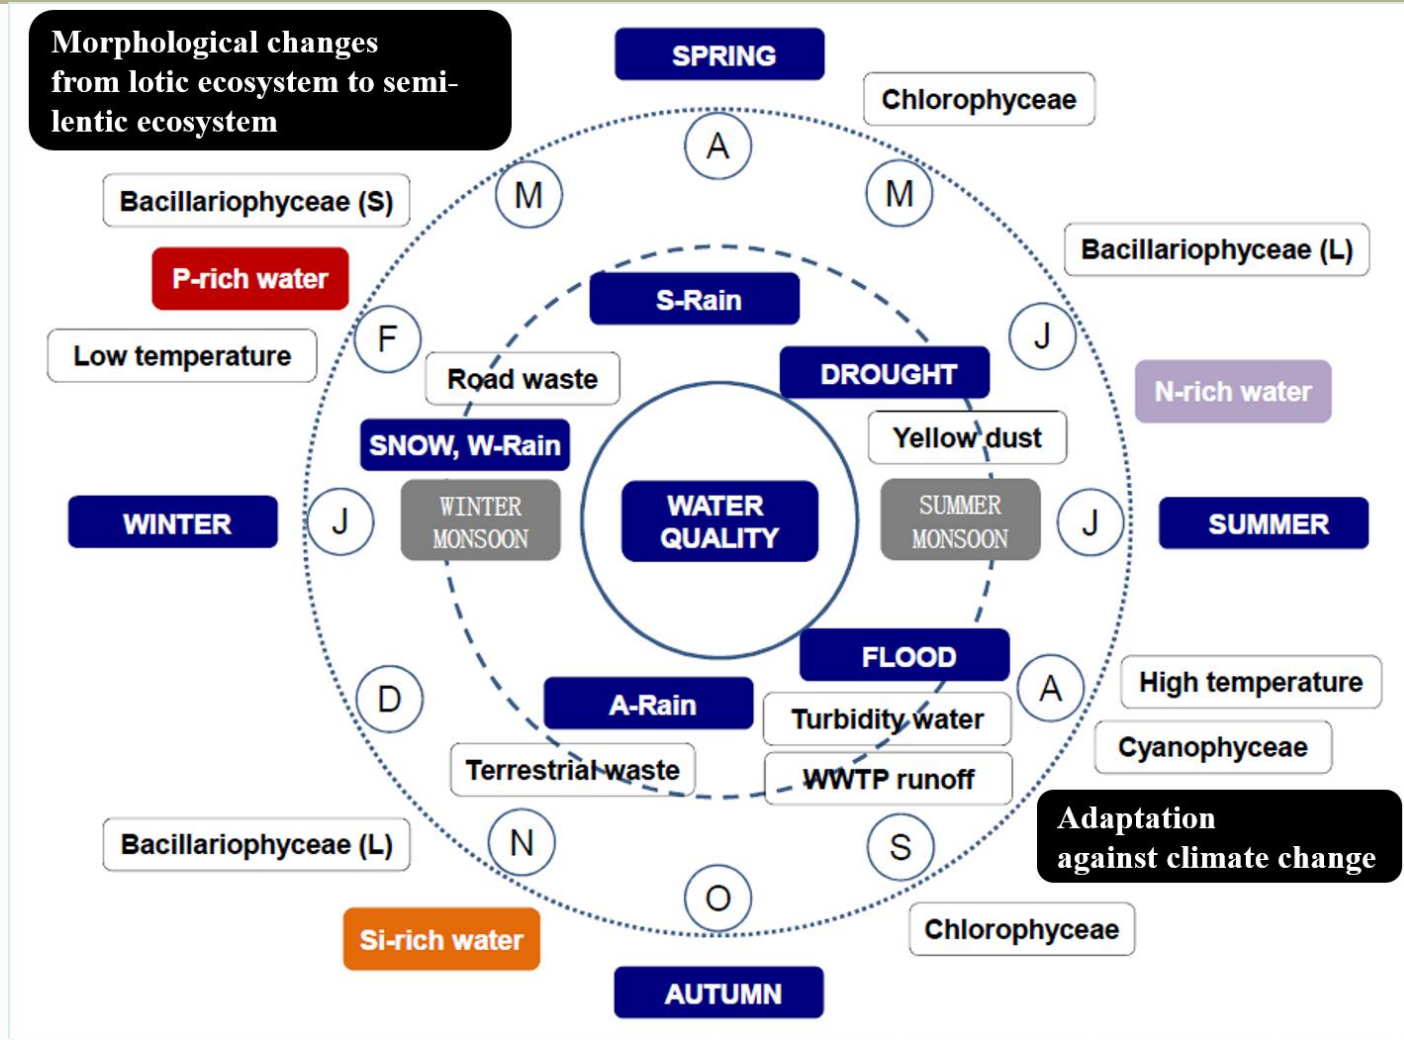 Morphological changes
from lotic ecosystem to semi-
lentic ecosystem
SPRING
Chlorophyceae
A
M
M
Bacillariophyceae (S)
Bacillariophyceae (L)
P-rich water
S-Rain
F
J
Low temperature
Road waste
DROUGHT
N-rich water
SNOW, W-Rain
Yellow dust
WINTER
J
WINTER
MONSOON
WATER
QUALITY
SUMMER
MONSOON
J
SUMMER
FLOOD
D
A-Rain
A
High temperature
Turbidity water
Cyanophyceae
Terrestrial waste
WWTP runoff
Bacillariophyceae (L)
N
S
Adaptation
against climate change
O
Si-rich water
Chlorophyceae
AUTUMN